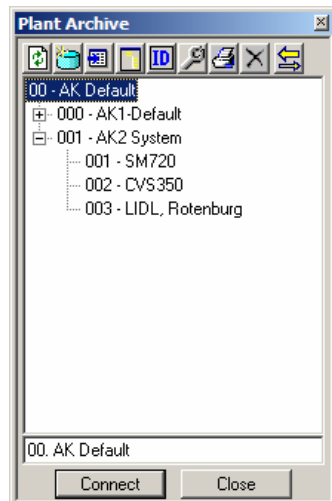 Plant Archive
ID
00 - AK Default
000 - AK1-Default
001 - AK2 System
001 - SM720
002 - CVS350
003 - LIDL, Rotenburg
00. AK Default
Connect Close